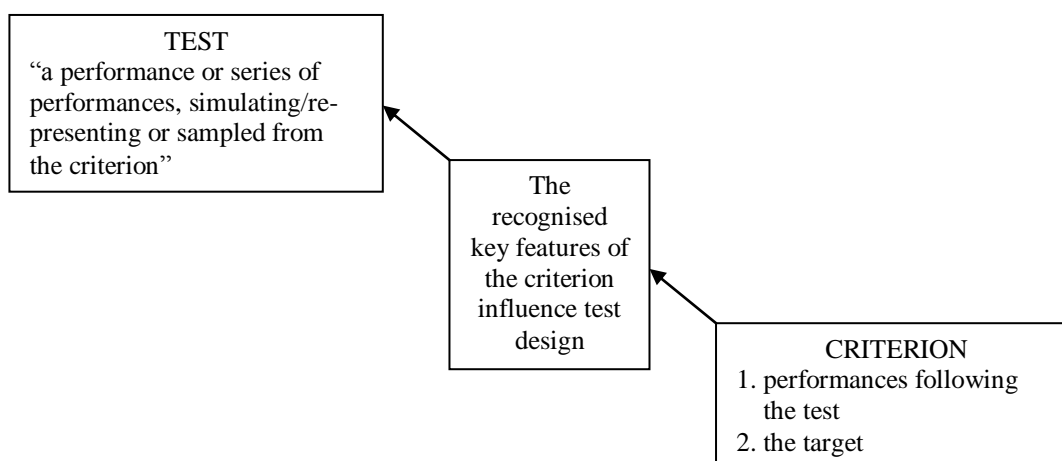 TEST
“a performance or series of
performances, simulating/re-
presenting or sampled from
the criterion”
The
recognised
key features of
the criterion
influence test
design
CRITERION
1. performances following
the test
2. the target